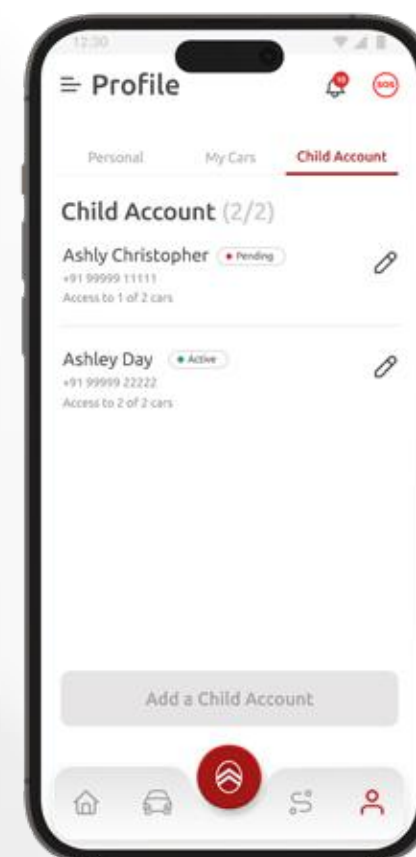 12:30
Profile
10
SOS
Personal My Cars Child Account
Child Account (2/2)
Ashly Christopher Pending
+91 99999 11111
Access to 1 of 2 cars
Ashley Day Active
+91 99999 22222
Access to 2 of 2 cars
Add a Child Account